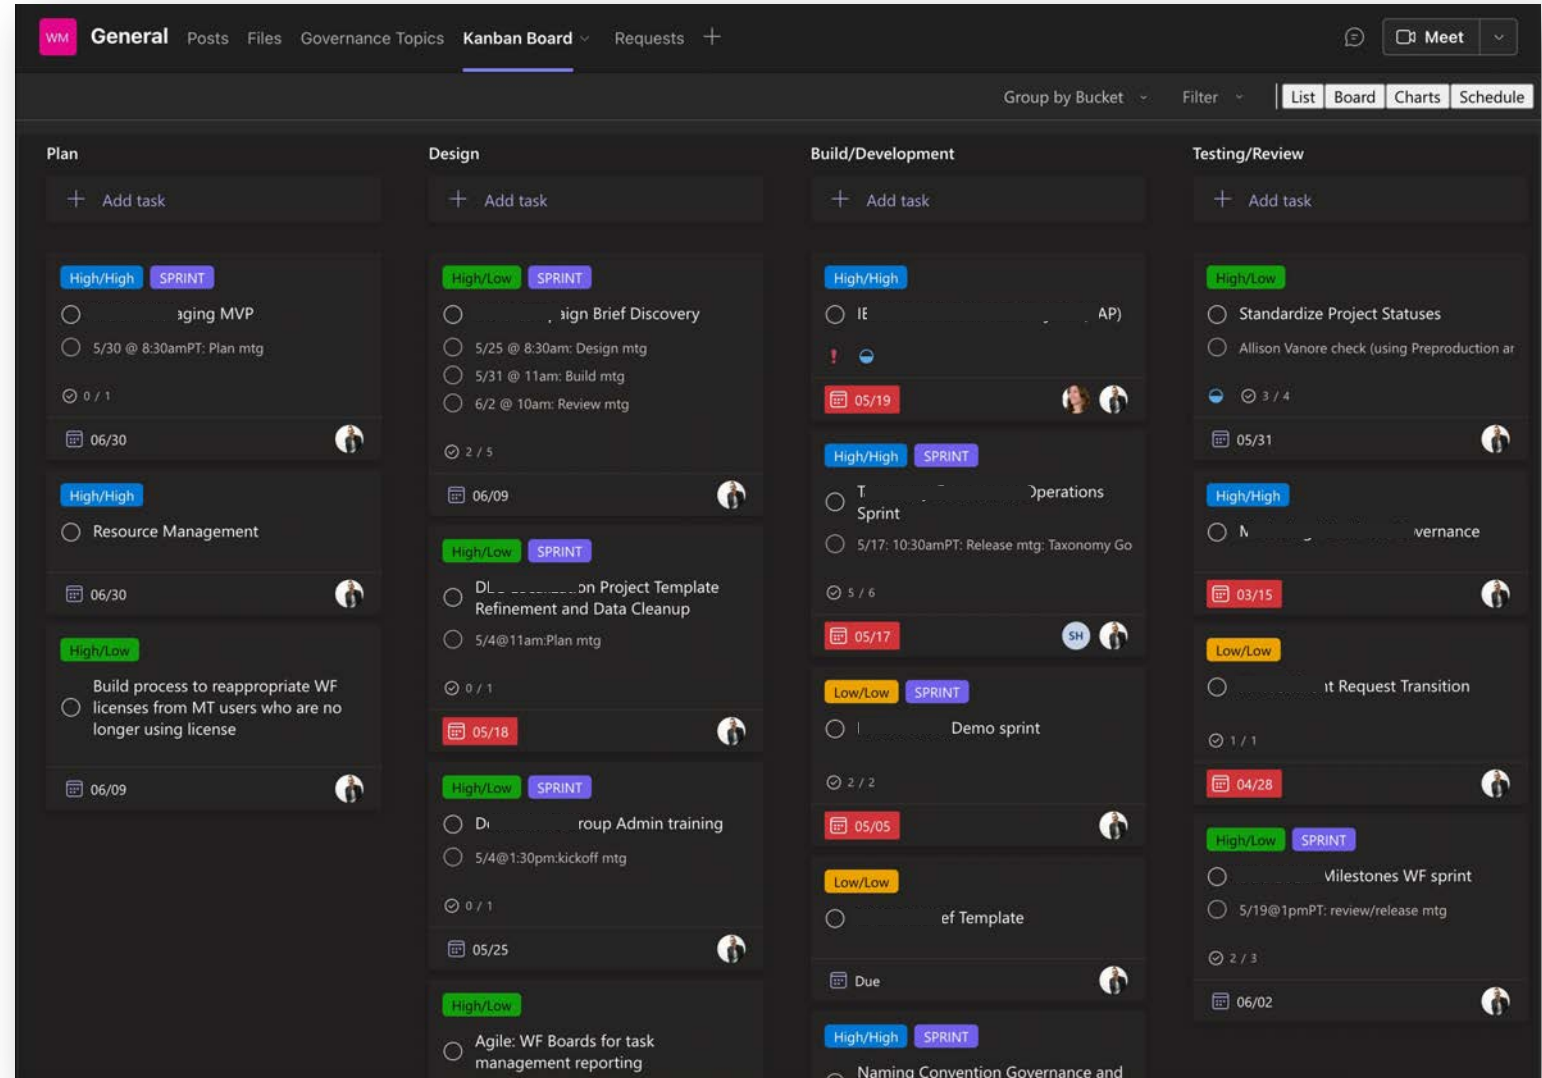 WM General Posts Files Governance Topics Kanban Board Requests Meet
Group by Bucket Filter List Board Charts Schedule
Plan
Add task
High/High SPRINT
aging MVP
5/30 @ 8:30amPT: Plan mtg
0 / 1
06/30
High/High
Resource Management
06/30
High/Low
Build process to reappropriate WF
licenses from MT users who are no
longer using license
06/09
Design
Add task
High/Low SPRINT
aign Brief Discovery
5/25 @ 8:30am: Design mtg
5/31 @ 11am: Build mtg
6/2 @ 10am: Review mtg
2 / 5
06/09
High/Low SPRINT
on Project Template
Refinement and Data Cleanup
5/4@11am:Plan mtg
0 / 1
05/18
High/Low SPRINT
roup Admin training
5/4@1:30pm:kickoff mtg
0 / 1
05/25
High/Low
Agile: WF Boards for task
management reporting
Build/Development
Add task
High/High
AP)
05/19
High/High SPRINT
Operations
Sprint
5/17: 10:30amPT: Release mtg: Taxonomy Go
5 / 6
05/17 SH
Low/Low SPRINT
Demo sprint
2 / 2
05/05
Low/Low
ef Template
Due
High/High SPRINT
Naming Convention Governance and
Testing/Review
Add task
High/Low
Standardize Project Statuses
Allison Vanore check (using Preproduction ar
3 / 4
05/31
High/High
vernance
03/15
Low/Low
t Request Transition
1 / 1
04/28
High/Low SPRINT
Milestones WF sprint
5/19@1pmPT: review/release mtg
2 / 3
06/02